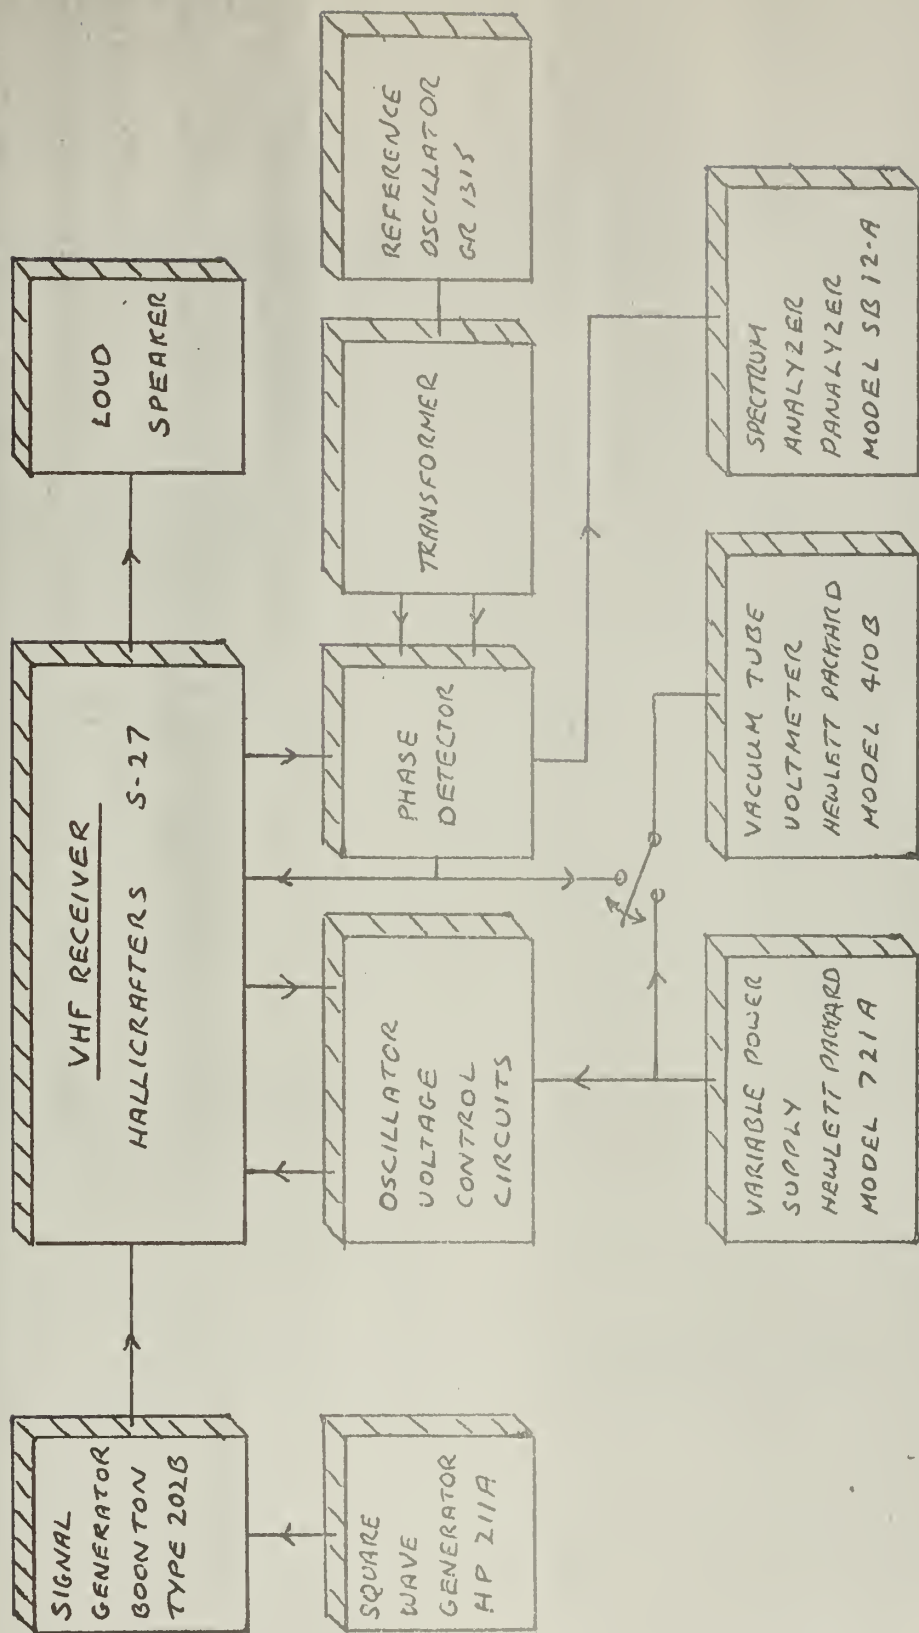 SIGNAL
GENERATOR
BOONTON
TYPE 202B
VHF RECEIVER
HALLICRAFTERS S-27
LOUD
SPEAKER
SQUARE
WAVE
GENERATOR
HP 211A
OSCILLATOR
VOLTAGE
CONTROL
CIRCUITS
PHASE
DETECTOR
TRANSFORMER
REFERENCE
OSCILLATOR
GR 1315
VARIABLE POWER
SUPPLY
HEWLETT PACKARD
MODEL 721A
VACUUM TUBE
VOLTMETER
HEWLETT PACKARD
MODEL 410B
SPECTRUM
ANALYZER
PANALYZER
MODEL SB 12-A